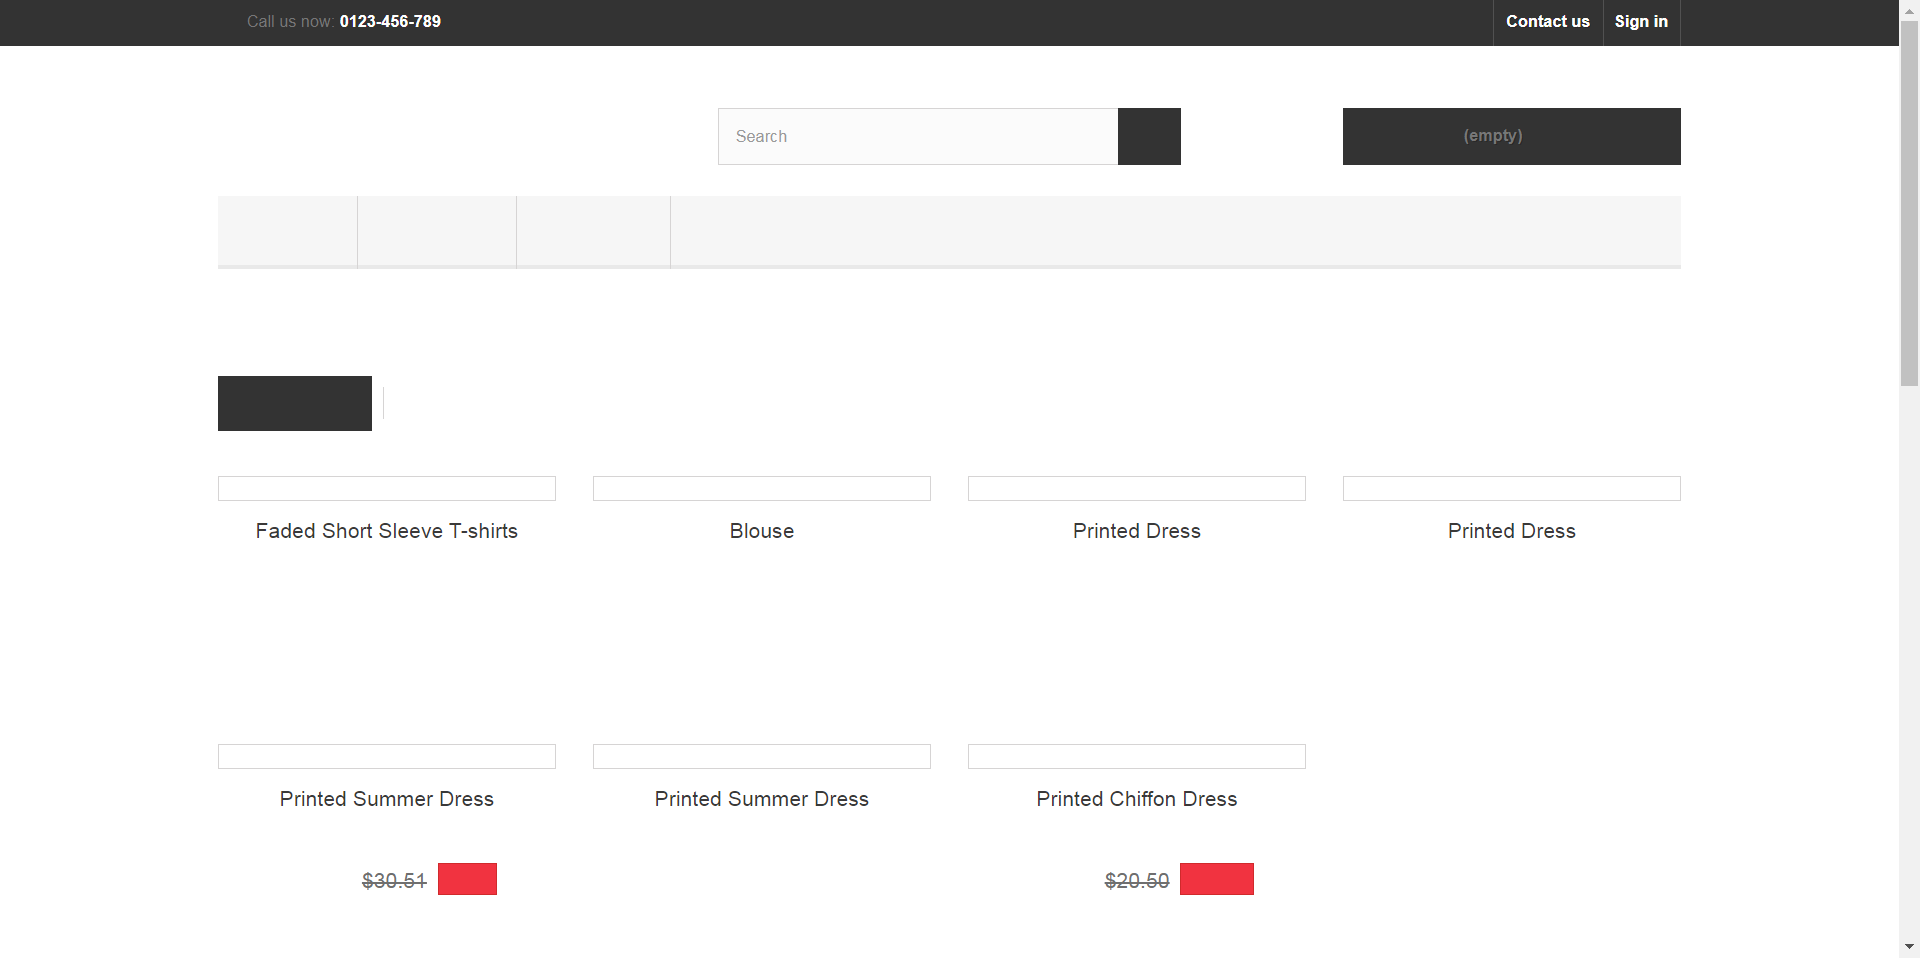 Call us now: 0123-456-789
Contact us
Sign in
Search
(empty)
Faded Short Sleeve T-shirts
Blouse
Printed Dress
Printed Dress
Printed Summer Dress
Printed Summer Dress
Printed Chiffon Dress
$30.51
$20.50